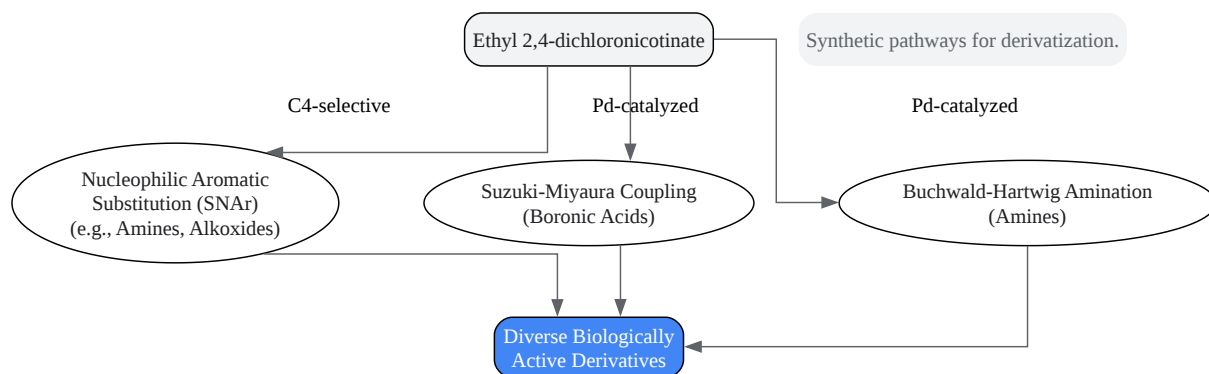 Ethyl 2,4-dichloronicotinate
Synthetic pathways for derivatization.
C4-selective
Pd-catalyzed
Pd-catalyzed
Nucleophilic Aromatic
Substitution (SNAr)
(e.g., Amines, Alkoxides)
Suzuki-Miyaura Coupling
(Boronic Acids)
Buchwald-Hartwig Amination
(Amines)
Diverse Biologically
Active Derivatives